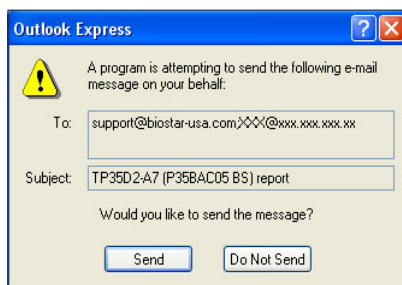 Outlook Express
A program is attempting to send the following e-mail
message on your behalf:
To: support@biostar-usa.com;XXX@xxx.xxx.xxx.xx
Subject: TP35D2-A7 (P35BAC05 BS) report
Would you like to send the message?
Send Do Not Send